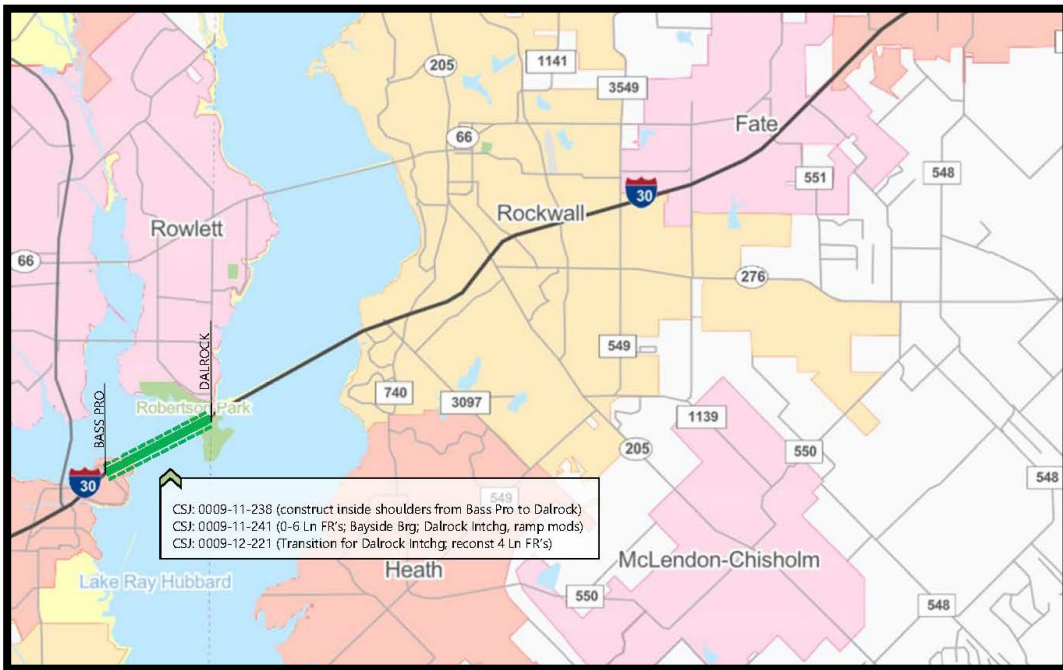 205
1141
3549
66
Fate
551
548
30
Rockwall
Rowlett
66
276
DALROCK
549
BASS PRO
Robertson Park
740
3097
1139
205
550
30
548
549
CSJ: 0009-11-238 (construct inside shoulders from Bass Pro to Dalrock)
CSJ: 0009-11-241 (0-6 Ln FR's; Bayside Brg; Dalrock Intchg, ramp mods)
CSJ: 0009-12-221 (Transition for Dalrock Intchg; reconst 4 Ln FR's)
Heath
McLendon-Chisholm
Lake Ray Hubbard
550
548